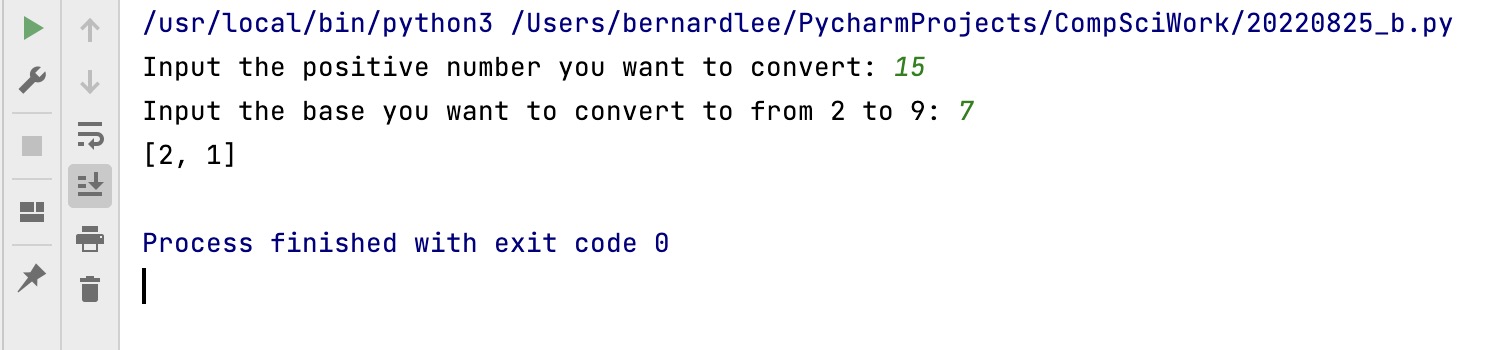 /usr/local/bin/python3 /Users/bernardlee/PycharmProjects/CompSciWork/20220825_b.py
Input the positive number you want to convert: 15
Input the base you want to convert to from 2 to 9: 7
[2, 1]
Process finished with exit code 0